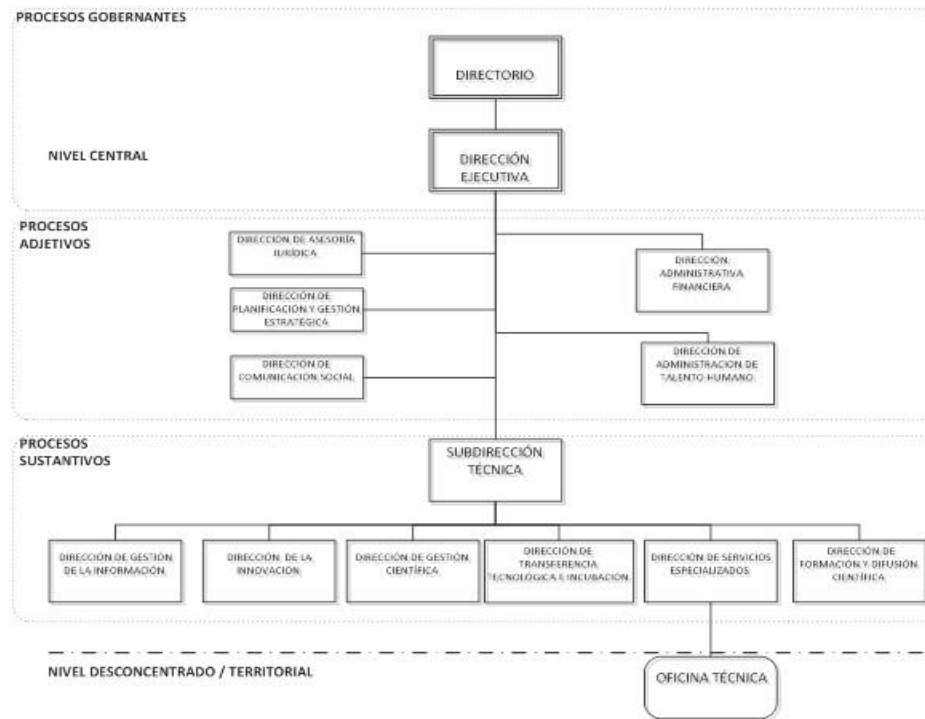 PROCESOS GOBERNANTES
DIRECTORIO
NIVEL CENTRAL
DIRECCIÓN
EJECUTIVA
PROCESOS
ADJETIVOS
DIRECCIÓN DE ASESORÍA
JURÍDICA
DIRECCIÓN
ADMINISTRATIVA
FINANCIERA
DIRECCIÓN DE
PLANIFICACIÓN Y GESTIÓN
ESTRATÉGICA
DIRECCIÓN DE
COMUNICACIÓN SOCIAL
DIRECCIÓN DE
ADMINISTRACION DE
TALENTO HUMANO
PROCESOS
SUSTANTIVOS
SUBDIRECCIÓN
TÉCNICA
DIRECCIÓN DE GESTIÓN
DE LA INFORMACIÓN
DIRECCIÓN DE LA
INNOVACIÓN
DIRECCIÓN DE GESTIÓN
CIENTÍFICA
DIRECCIÓN DE
TRANSFERENCIA
TECNOLÓGICA E INCUBACIÓN
DIRECCIÓN DE SERVICIOS
ESPECIALIZADOS
DIRECCIÓN DE
FORMACIÓN Y DIFUSIÓN
CIENTÍFICA
NIVEL DESCONCENTRADO / TERRITORIAL
OFICINA TÉCNICA